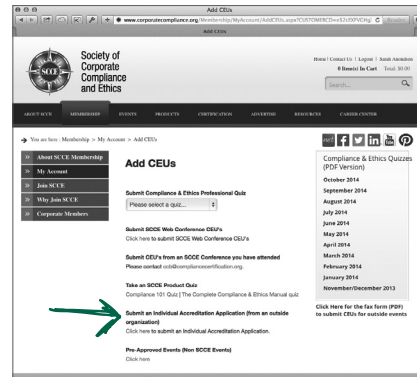 Add CEUs
www.corporatecompliance.org/Membership/MyAccount/AddCEUs.aspx?
Reader
Add CEUs
SCCE
Society of
Corporate
Compliance
and Ethics
Home | Contact Us | Logout | Sarah Anondson
0 Item(s) In Cart Total: $0.00
Search...
ABOUT SCCE MEMBERSHIP EVENTS PRODUCTS CERTIFICATION ADVERTISE RESOURCES CAREER CENTER
You are here : Membership > My Account > Add CEUs
» About SCCE Membership
» My Account
» Join SCCE
» Why Join SCCE
» Corporate Members
Add CEUs
Submit Compliance & Ethics Professional Quiz
Please select a quiz...
Submit SCCE Web Conference CEU's
Click here to submit SCCE Web Conference CEU's
Submit CEU's from an SCCE Conference you have attended
Please contact ccb@compliancecertification.org.
Take an SCCE Product Quiz
Compliance 101 Quiz | The Complete Compliance & Ethics Manual quiz
Submit an Individual Accreditation Application (from an outside
organization)
Click here to submit an Individual Accreditation Application.
Pre-Approved Events (Non SCCE Events)
Click here
Compliance & Ethics Quizzes
(PDF Version)
October 2014
September 2014
August 2014
July 2014
June 2014
May 2014
April 2014
March 2014
February 2014
January 2014
November/December 2013
Click Here for the fax form (PDF)
to submit CEUs for outside events